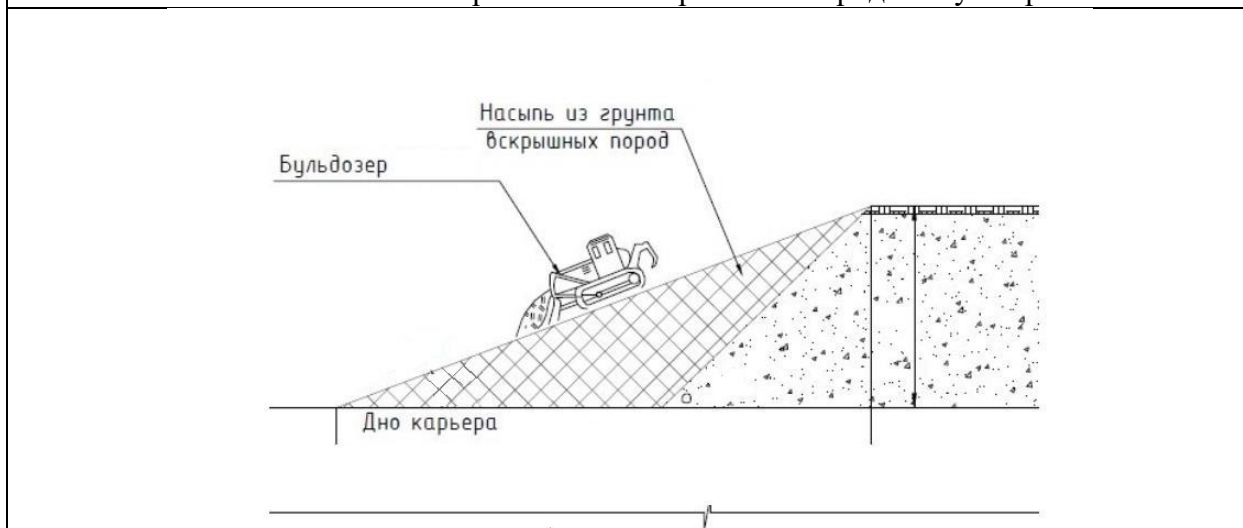 Насыпь из грунта
вскрышных пород
Бульдозер
Дно карьера